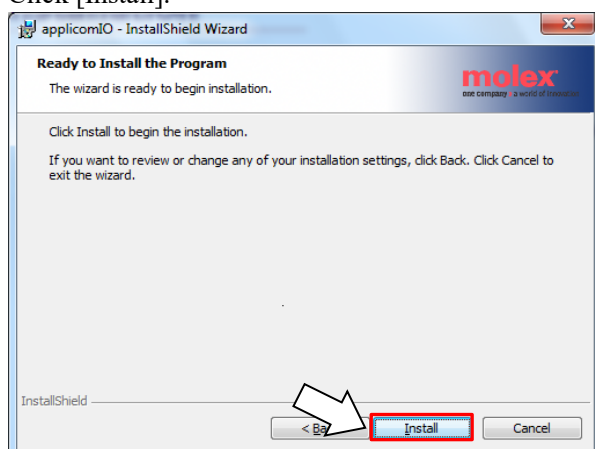 Click [Install].
applicomIO - InstallShield Wizard
Ready to Install the Program
The wizard is ready to begin installation.
molex
one company a world of innovation
Click Install to begin the installation.
If you want to review or change any of your installation settings, click Back. Click Cancel to
exit the wizard.
InstallShield
Install
Cancel